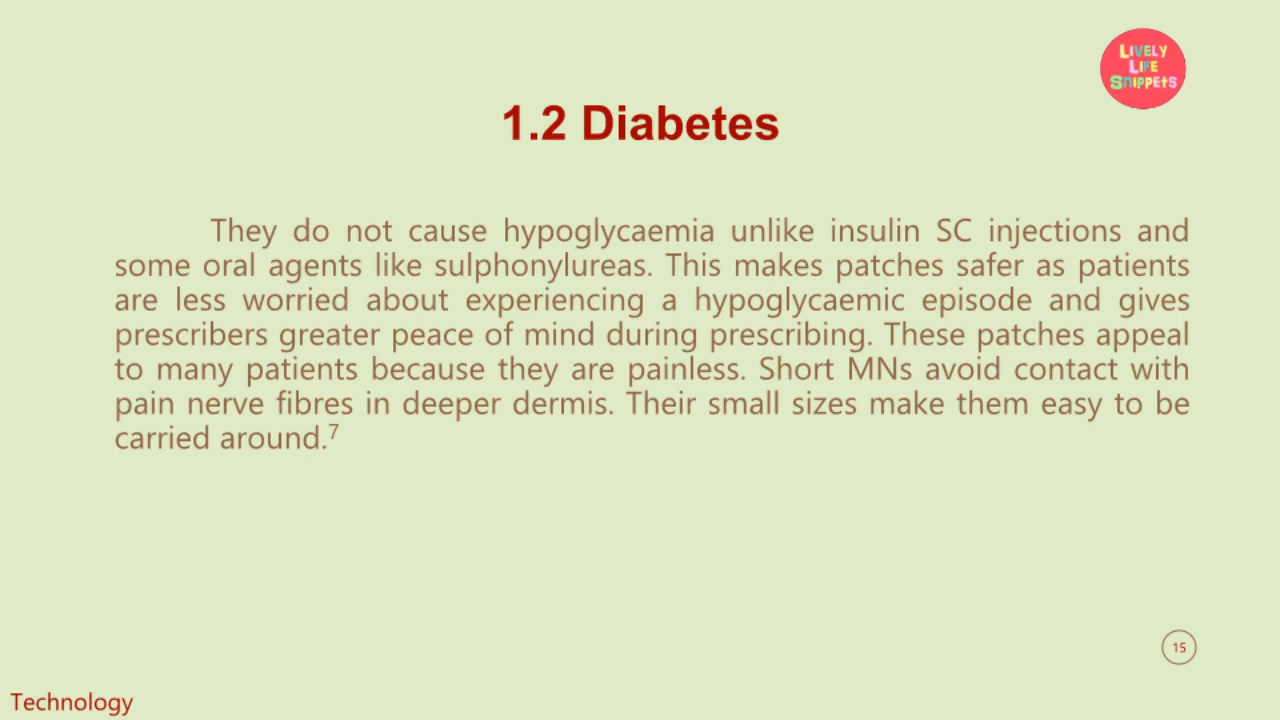 LIVELY
LIFE
SNIPPETS
1.2 Diabetes
They do not cause hypoglycaemia unlike insulin SC injections and
some oral agents like sulphonylureas. This makes patches safer as patients
are less worried about experiencing a hypoglycaemic episode and gives
prescribers greater peace of mind during prescribing. These patches appeal
to many patients because they are painless. Short MNs avoid contact with
pain nerve fibres in deeper dermis. Their small sizes make them easy to be
carried around.⁷
15
Technology